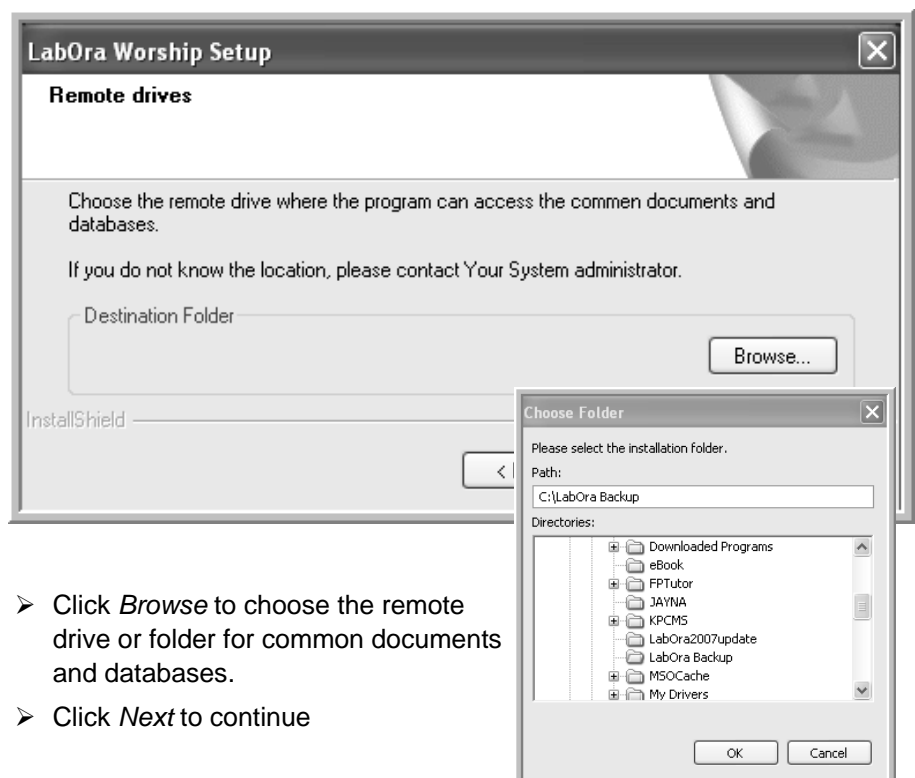 LabOra Worship Setup
Remote drives
Choose the remote drive where the program can access the commen documents and
databases.
If you do not know the location, please contact Your System administrator.
Destination Folder
Browse...
InstallShield
<
Choose Folder
Please select the installation folder.
Path:
C:\LabOra Backup
Directories:
Downloaded Programs
eBook
FPTutor
JAYNA
KPCMS
LabOra2007update
LabOra Backup
MSOCache
My Drivers
OK Cancel
➢ Click Browse to choose the remote
drive or folder for common documents
and databases.
➢ Click Next to continue